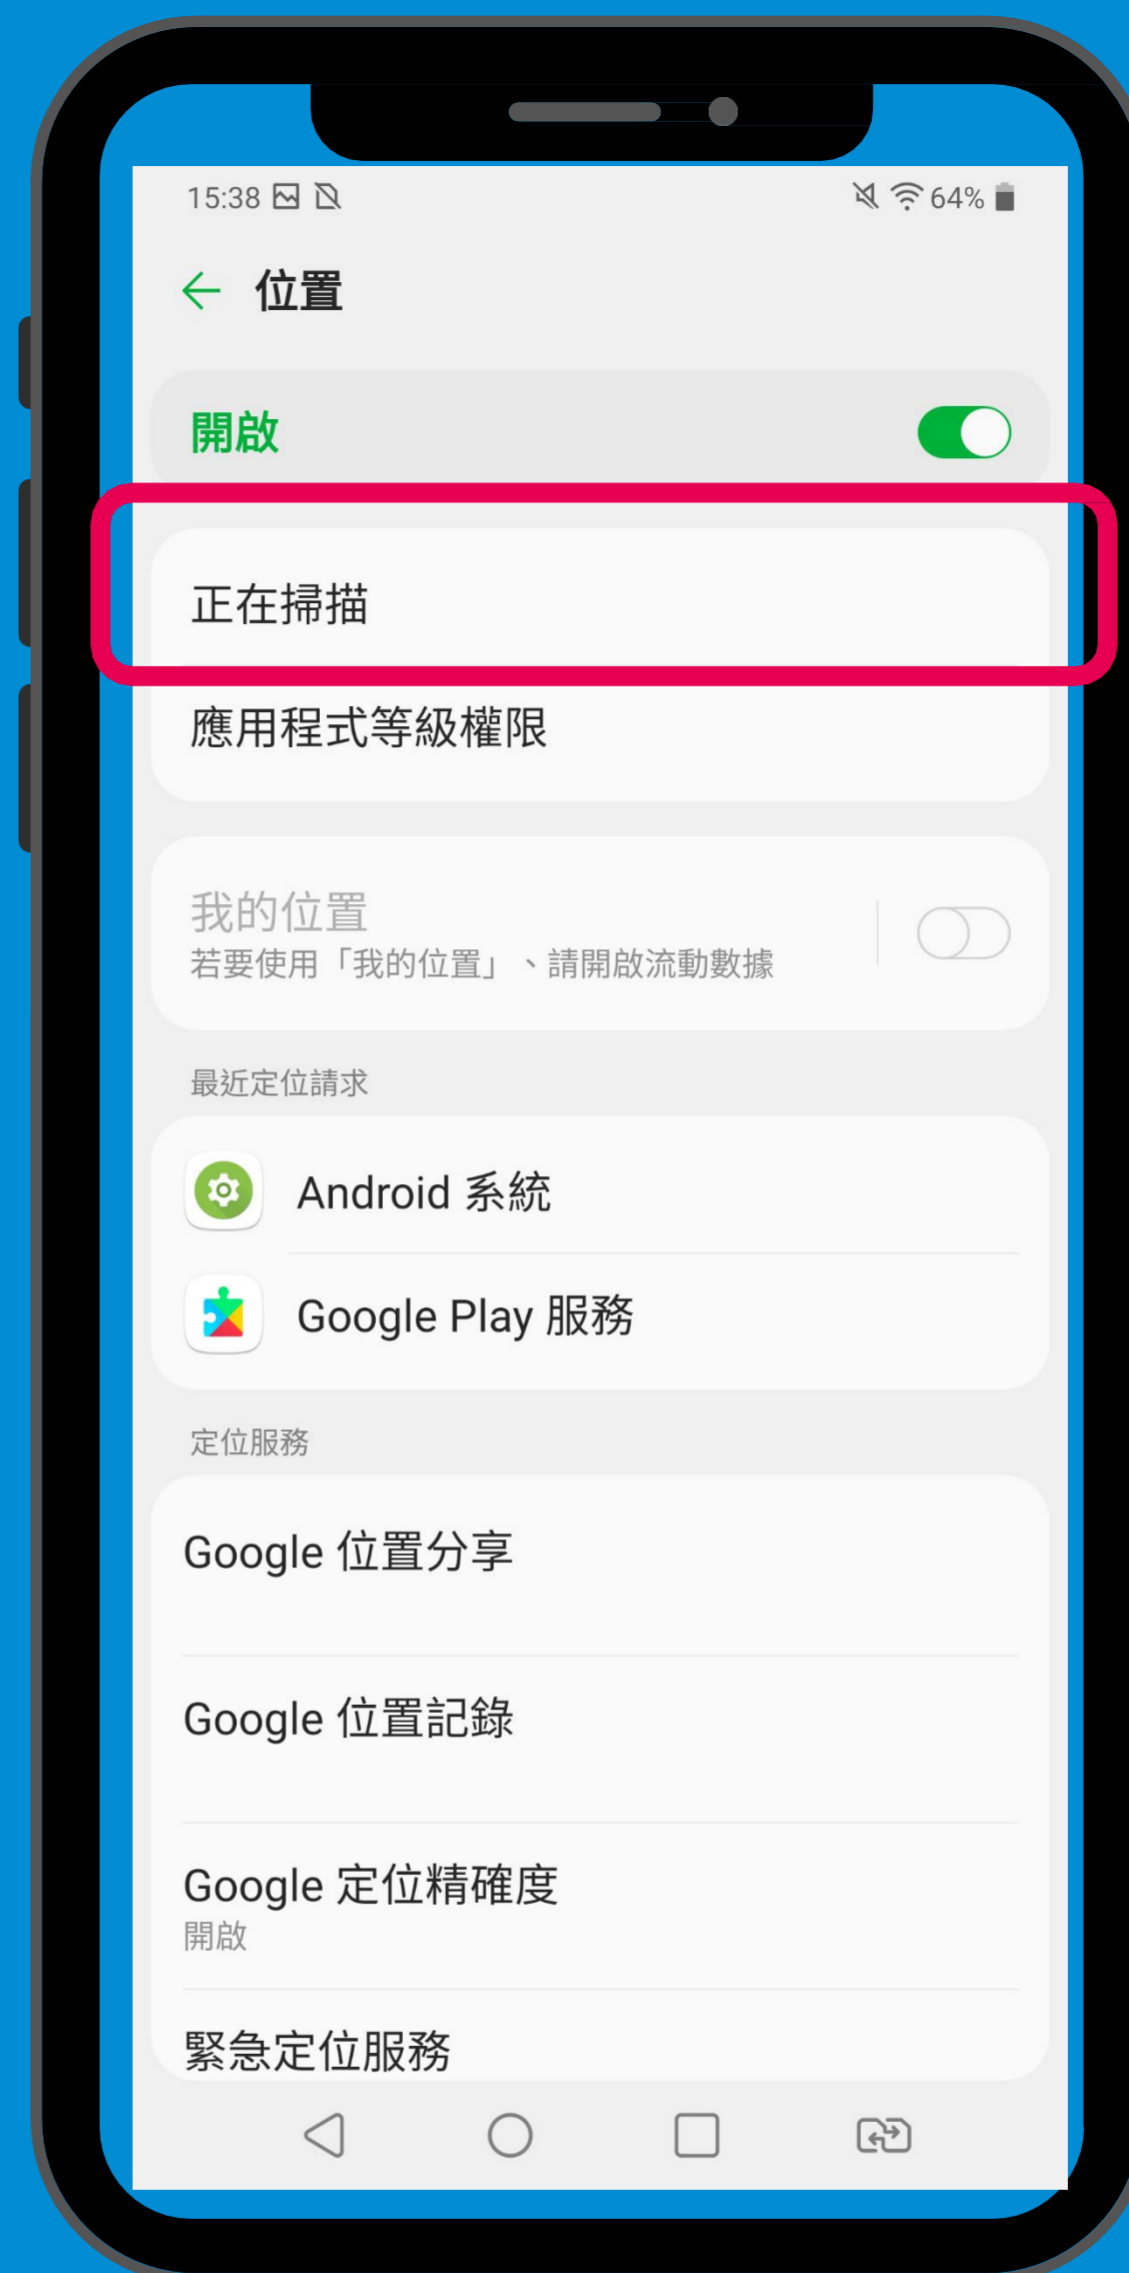 15:38
64%
位置
開啟
正在掃描
應用程式等級權限
我的位置
若要使用「我的位置」、請開啟流動數據
最近定位請求
Android 系統
Google Play 服務
定位服務
Google 位置分享
Google 位置記錄
Google 定位精確度
開啟
緊急定位服務